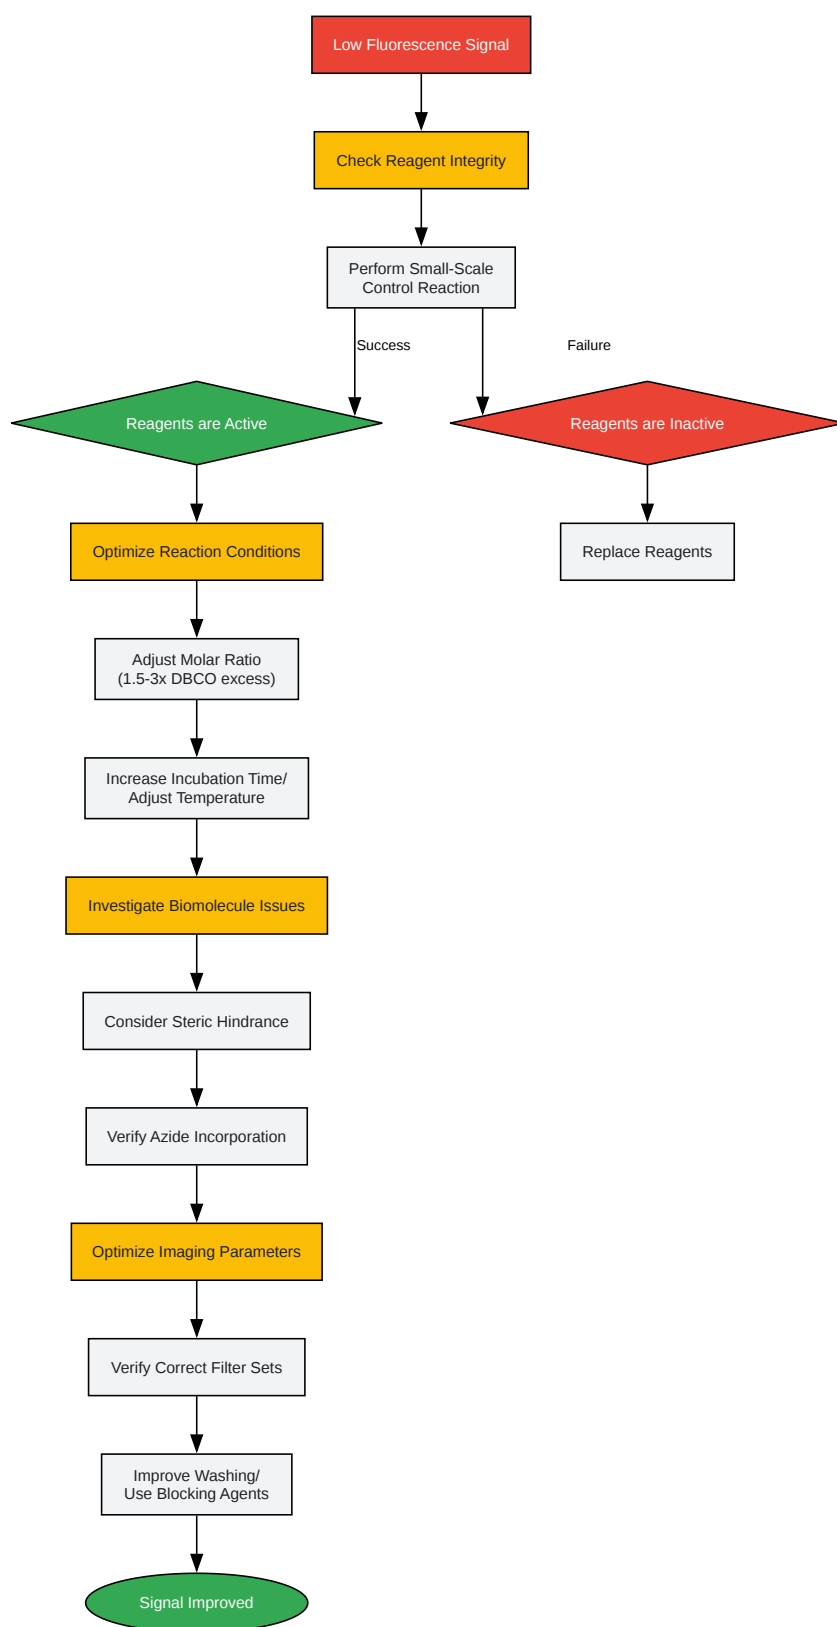 Low Fluorescence Signal
Check Reagent Integrity
Perform Small-Scale
Control Reaction
Success
Failure
Reagents are Active
Reagents are Inactive
Optimize Reaction Conditions
Replace Reagents
Adjust Molar Ratio
(1.5-3x DBCO excess)
Increase Incubation Time/
Adjust Temperature
Investigate Biomolecule Issues
Consider Steric Hindrance
Verify Azide Incorporation
Optimize Imaging Parameters
Verify Correct Filter Sets
Improve Washing/
Use Blocking Agents
Signal Improved